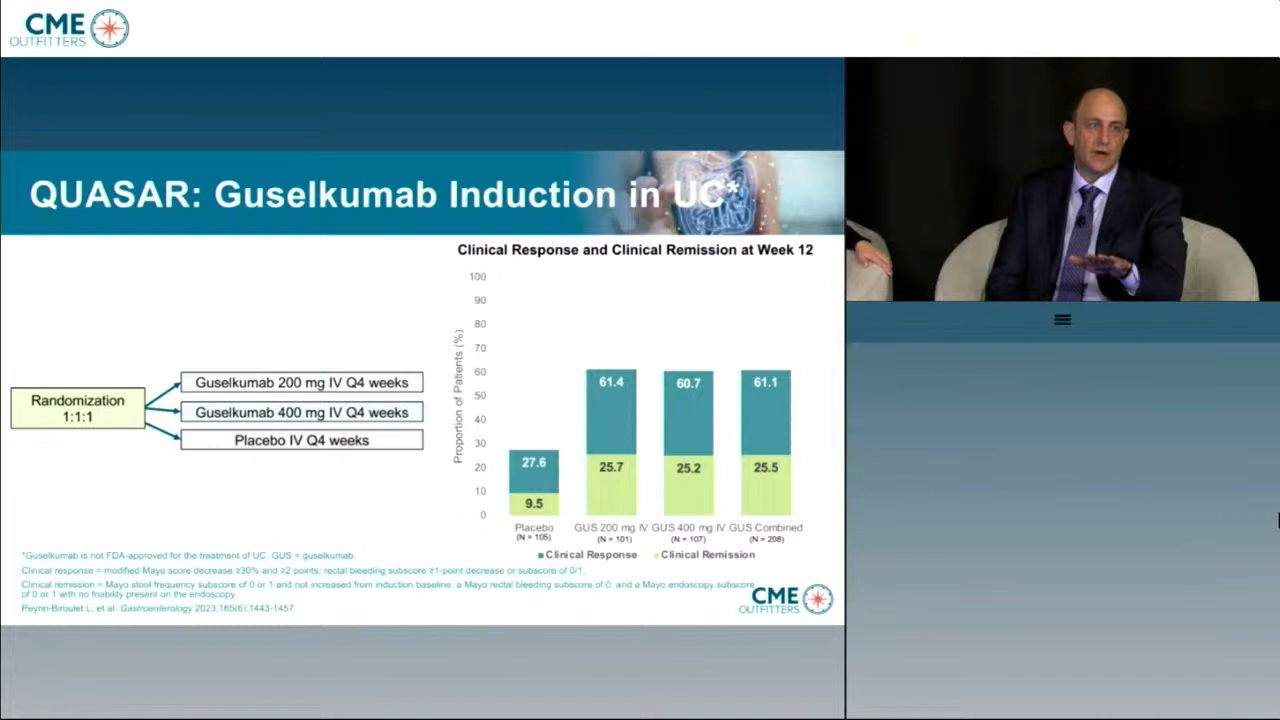 CME
OUTFITTERS
QUASAR: Guselkumab Induction in UC*
Clinical Response and Clinical Remission at Week 12
Randomization
1:1:1
Guselkumab 200 mg IV Q4 weeks
Guselkumab 400 mg IV Q4 weeks
Placebo IV Q4 weeks
Proportion of Patients (%)
100
90
80
70
60
50
40
30
20
10
0
27.6
9.5
61.4
25.7
60.7
25.2
61.1
25.5
Placebo
(N = 105)
GUS 200 mg IV
(N = 101)
GUS 400 mg IV
(N = 107)
GUS Combined
(N = 208)
Clinical Response
Clinical Remission
*Guselkumab is not FDA-approved for the treatment of UC. GUS = guselkumab.
Clinical response = modified Mayo score decrease ≥30% and ≥2 points, rectal bleeding subscore ≥1-point decrease or subscore of 0/1.
Clinical remission = Mayo stool frequency subscore of 0 or 1 and not increased from induction baseline, a Mayo rectal bleeding subscore of 0, and a Mayo endoscopy subscore
of 0 or 1 with no friability present on the endoscopy
Peyrin-Biroulet L, et al. Gastroenterology 2023;165(6):1443-1457
CME
OUTFITTERS